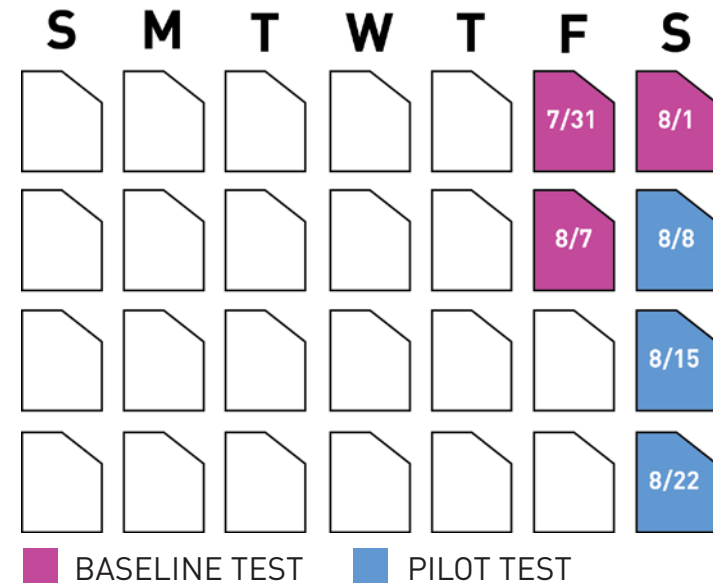 S M T W T F S
7/31 8/1
8/7 8/8
8/15
8/22
BASELINE TEST PILOT TEST